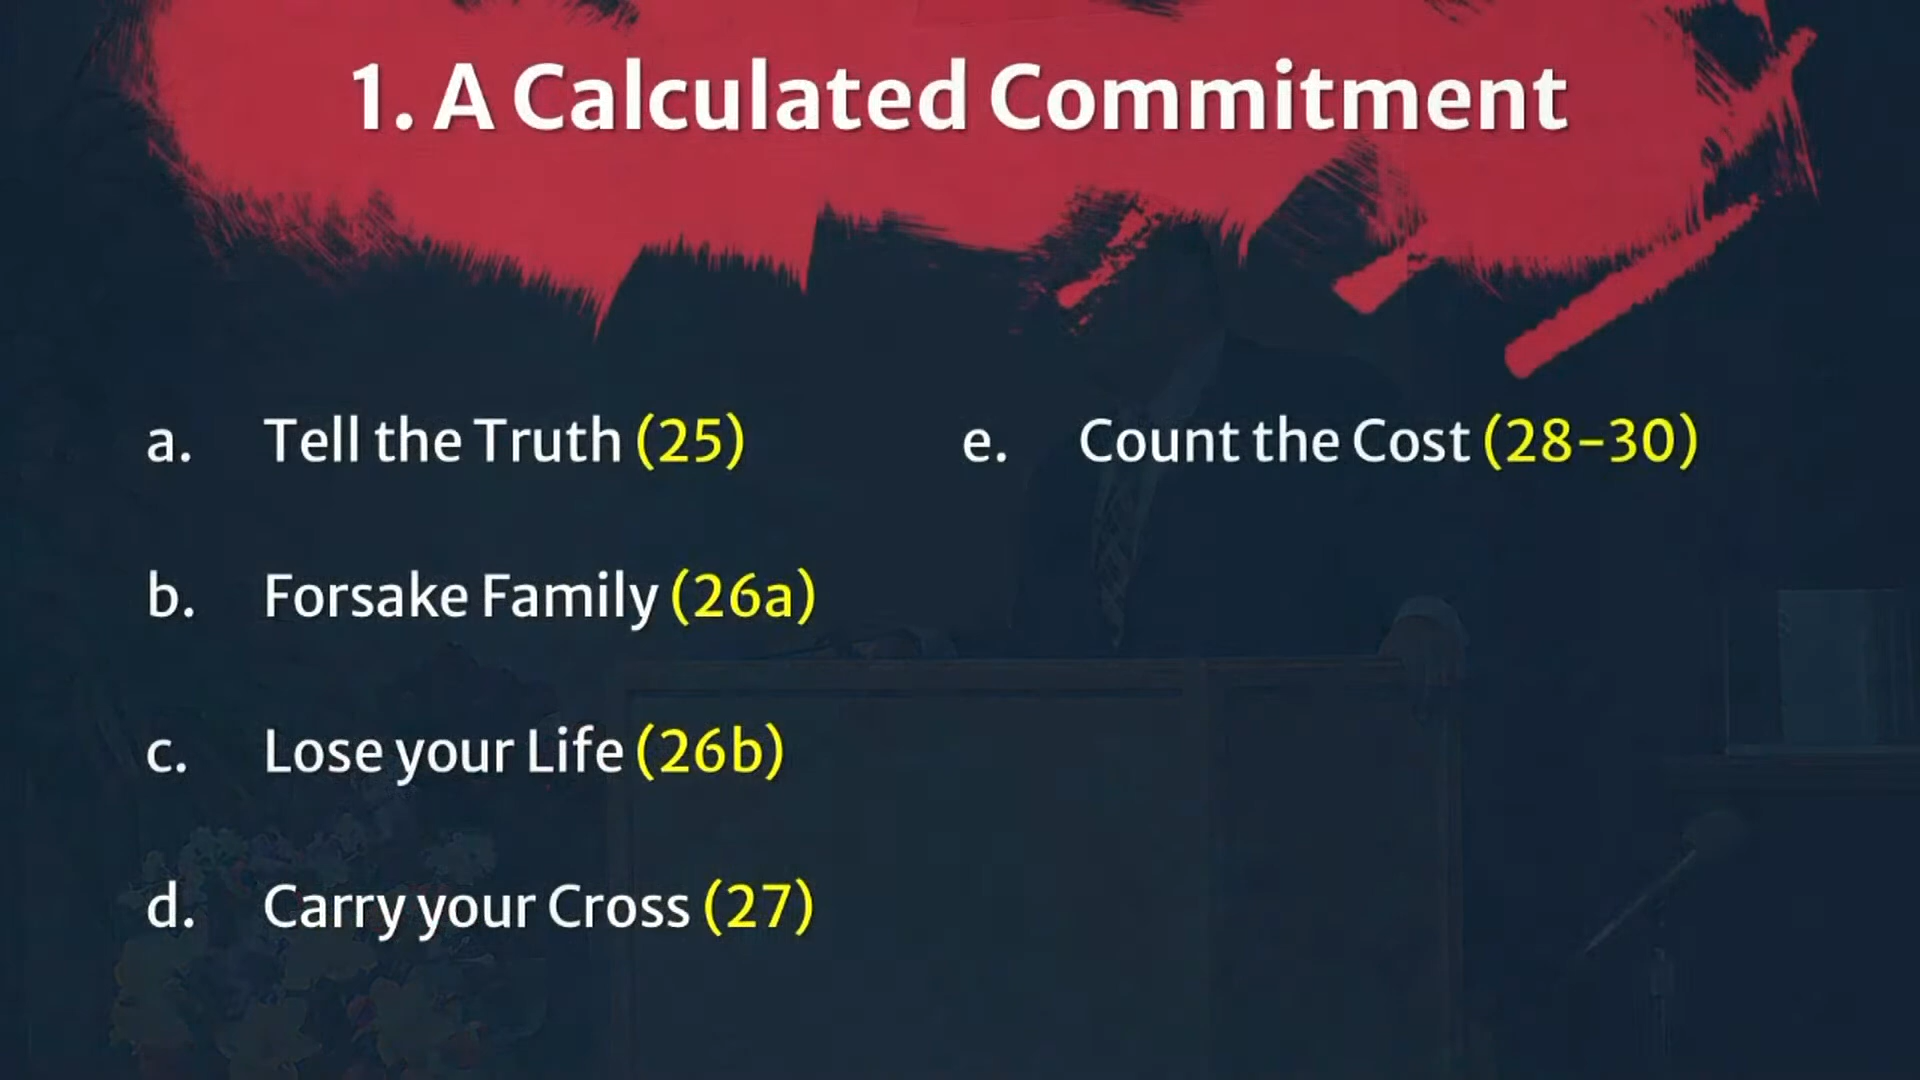 1. A Calculated Commitment
a. Tell the Truth (25)
b. Forsake Family (26a)
c. Lose your Life (26b)
d. Carry your Cross (27)
e. Count the Cost (28-30)